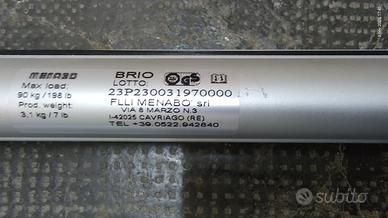 MENABO
Max load:
90 kg / 198 lb
Prod. weight:
3,1 kg / 7 lb
BRIO
LOTTO:
23P230031970000
FLLI MENABO' srl
VIA 8 MARZO N.3
I-42025 CAVRIAGO (RE)
TEL +39.0522.942840
subito